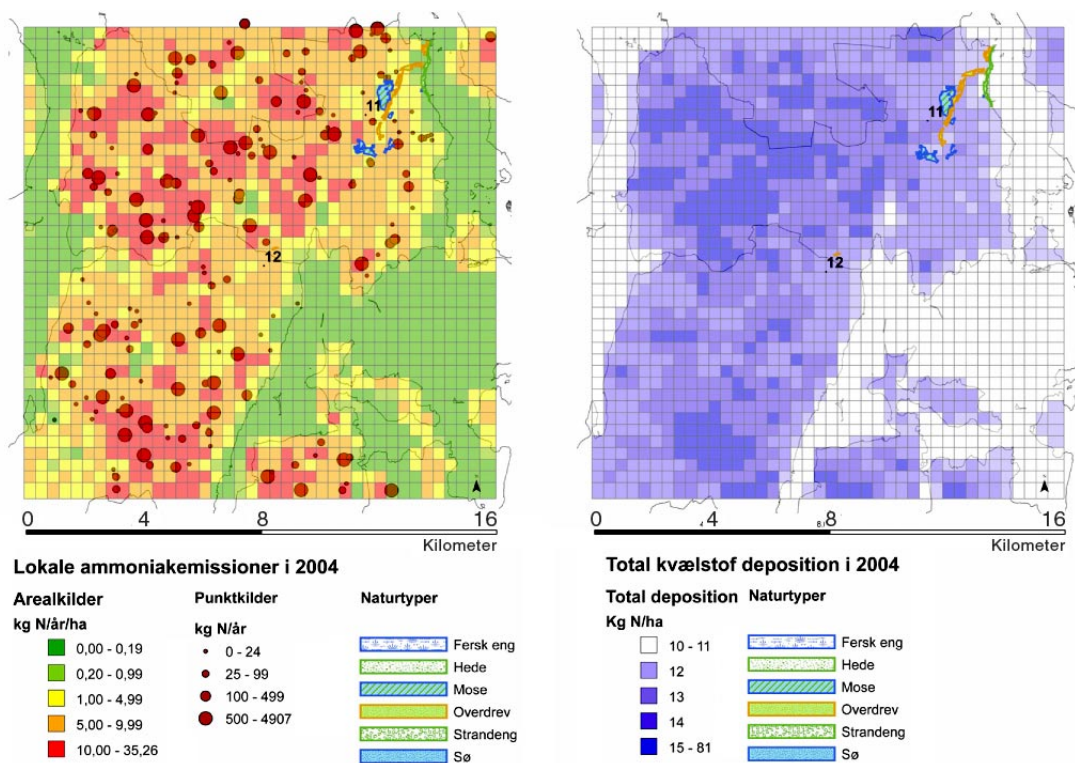 11
12
0 4 8 16
Kilometer
Lokale ammoniakemissioner i 2004
Arealkilder
kg N/år/ha
0,00 - 0,19
0,20 - 0,99
1,00 - 4,99
5,00 - 9,99
10,00 - 35,26
Punktkilder
kg N/år
0 - 24
25 - 99
100 - 499
500 - 4907
Naturtyper
Fersk eng
Hede
Mose
Overdrev
Strandeng
Sø
11
12
0 4 8 16
Kilometer
Total kvælstof deposition i 2004
Total deposition
Kg N/ha
10 - 11
12
13
14
15 - 81
Naturtyper
Fersk eng
Hede
Mose
Overdrev
Strandeng
Sø